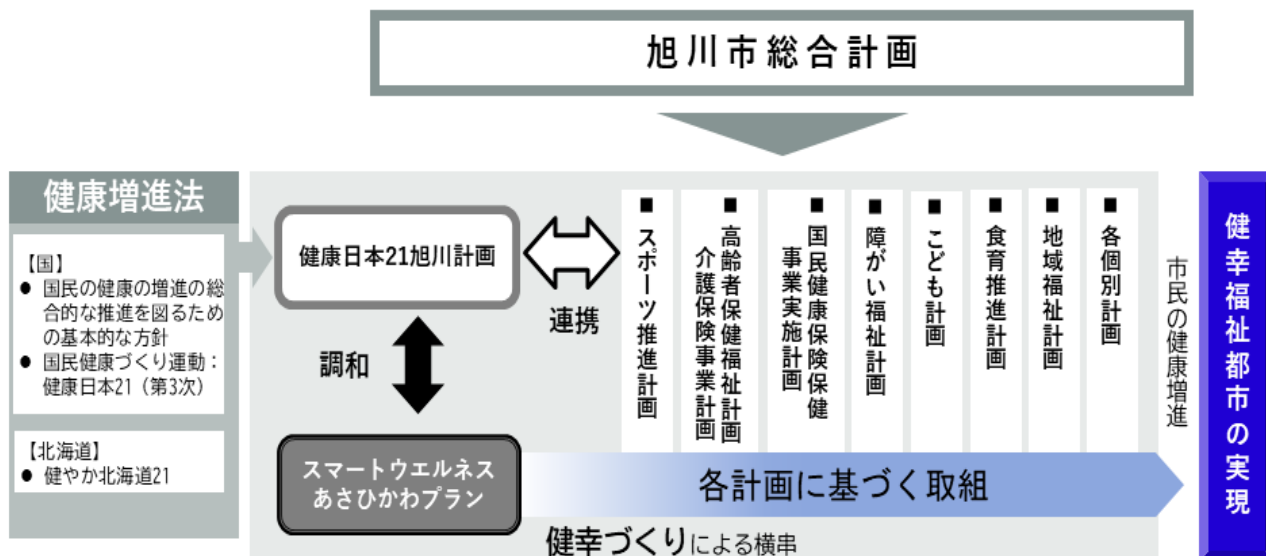 旭川市総合計画
健康増進法
【国】
● 国民の健康の増進の総
合的な推進を図るため
の基本的な方針
● 国民健康づくり運動：
健康日本21（第3次）
【北海道】
● 健やか北海道21
健康日本21旭川計画
連携
調和
スマートウエルネス
あさひかわプラン
■ スポーツ推進計画
■ 高齢者保健福祉計画
介護保険事業計画
■ 国民健康保険保健
事業実施計画
■ 障がい福祉計画
■ こども計画
■ 食育推進計画
■ 地域福祉計画
■ 各個別計画
各計画に基づく取組
健幸づくりによる横串
市民の健康増進
健幸福祉都市の実現